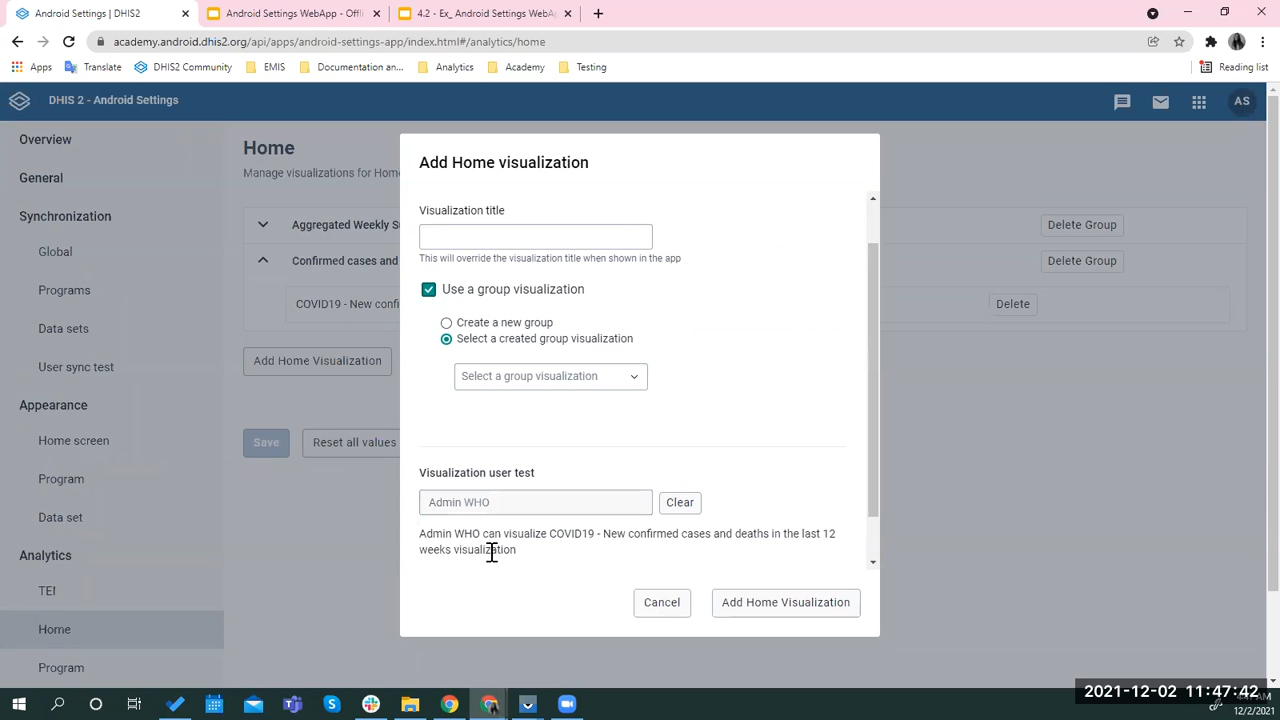 Android Settings | DHIS2
Android Settings WebApp - Offli
4.2 - Ex_ Android Settings WebA
academy.android.dhis2.org/api/apps/android-settings-app/index.html#/analytics/home
Apps
Translate
DHIS2 Community
EMIS
Documentation an...
Analytics
Academy
Testing
Reading list
DHIS 2 - Android Settings
AS
Overview
General
Synchronization
Global
Programs
Data sets
User sync test
Appearance
Home screen
Program
Data set
Analytics
TEI
Home
Program
Home
Manage visualizations for Home
Aggregated Weekly S
Delete Group
Confirmed cases and
Delete Group
COVID19 - New confi
Delete
Add Home Visualization
Save
Reset all values
Add Home visualization
Visualization title
This will override the visualization title when shown in the app
Use a group visualization
Create a new group
Select a created group visualization
Select a group visualization
Visualization user test
Admin WHO
Clear
Admin WHO can visualize COVID19 - New confirmed cases and deaths in the last 12
weeks visualization
Cancel
Add Home Visualization
2021-12-02 11:47:42
12/2/2021